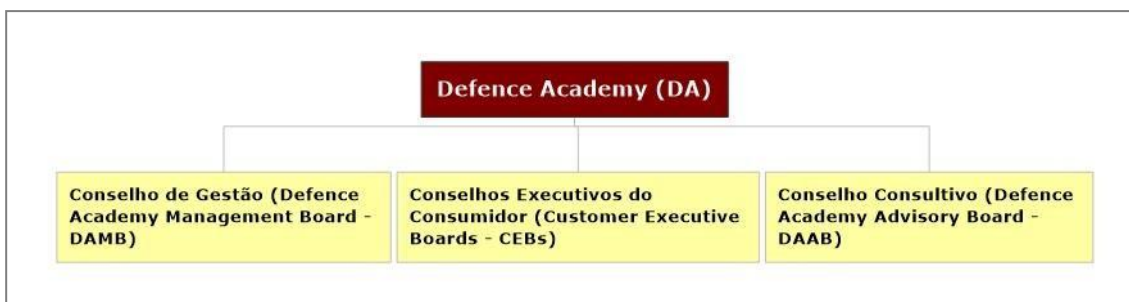 Defence Academy (DA)
Conselho de Gestão (Defence
Academy Management Board -
DAMB)
Conselhos Executivos do
Consumidor (Customer Executive
Boards - CEBs)
Conselho Consultivo (Defence
Academy Advisory Board -
DAAB)